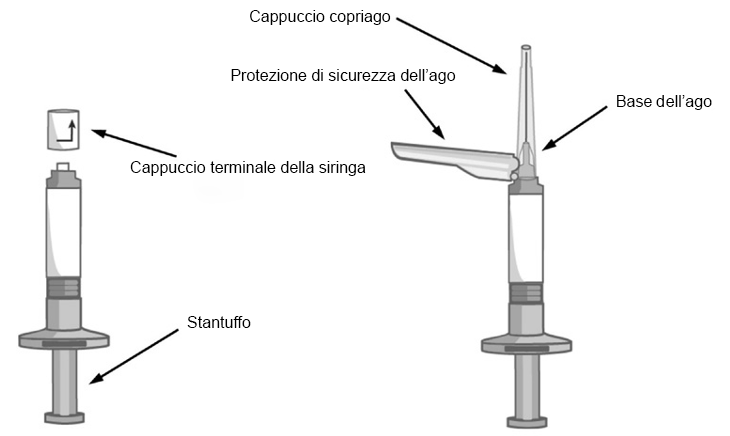 Cappuccio copriago
Protezione di sicurezza dell'ago
Base dell'ago
Cappuccio terminale della siringa
Stantuffo